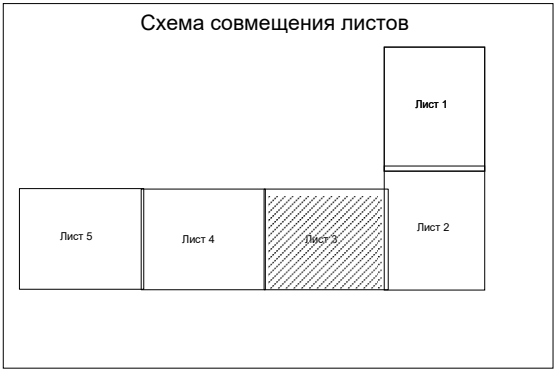 Схема совмещения листов
Лист 1
Лист 5
Лист 4
Лист 3
Лист 2